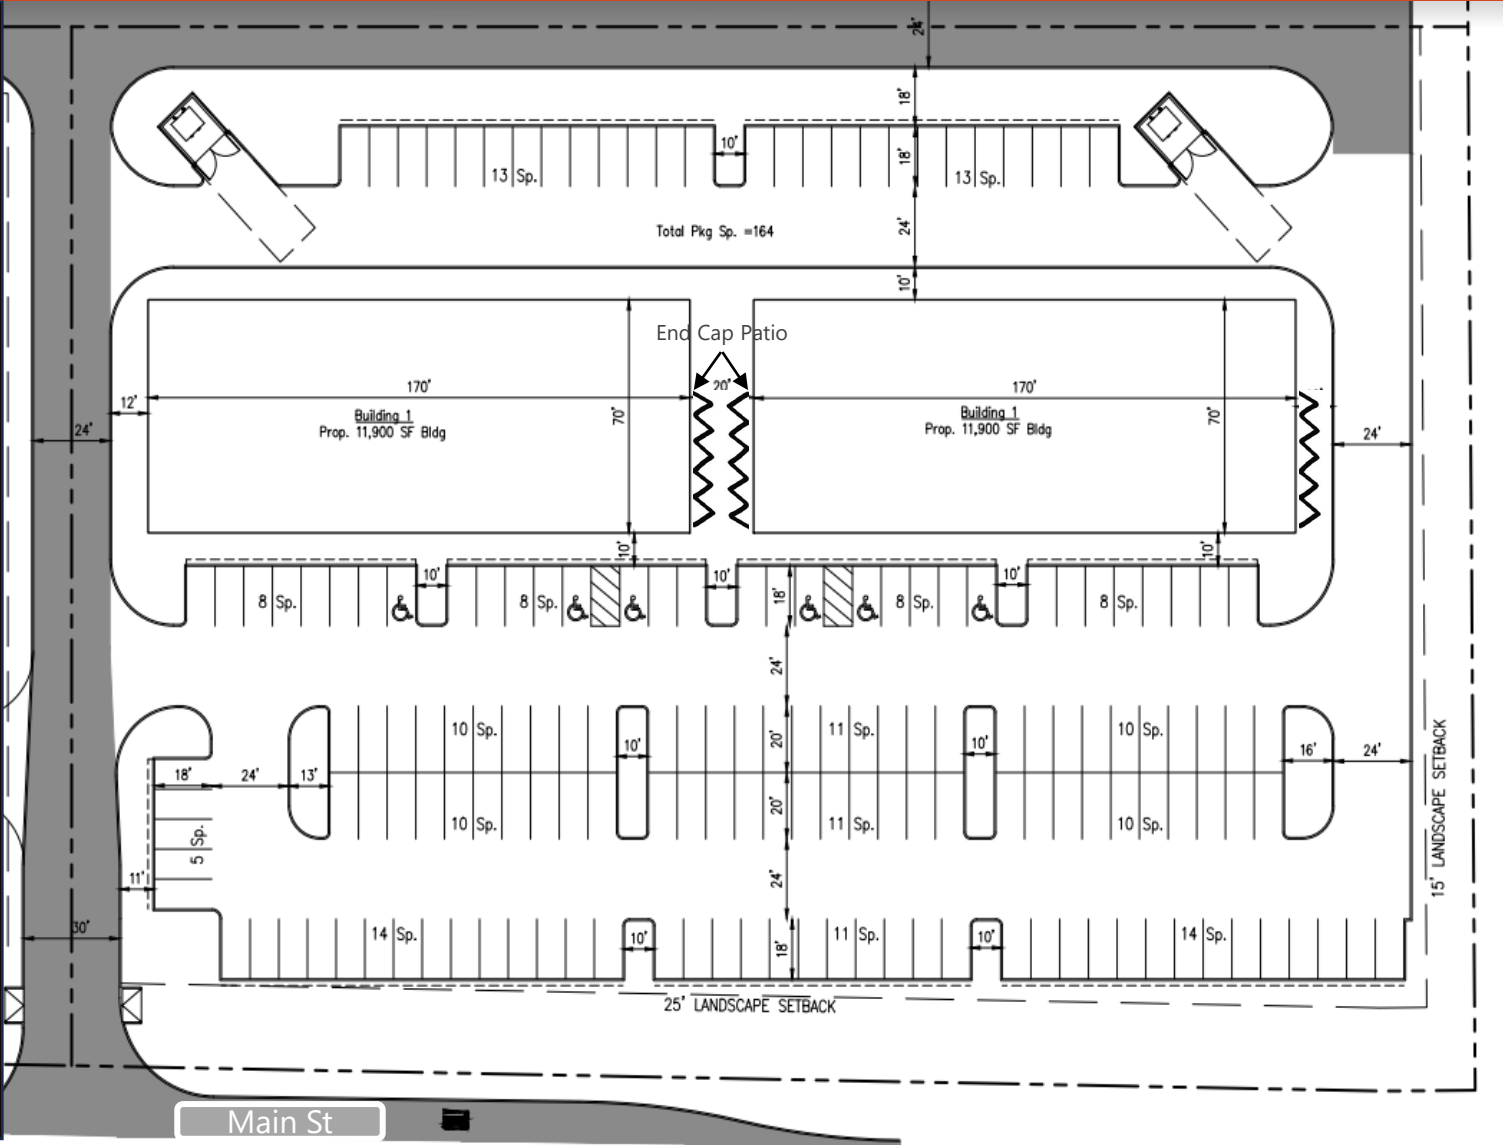 24'
18'
10'
18'
13 Sp.
13 Sp.
24'
Total Pkg Sp. =164
10'
End Cap Patio
170'
20'
170'
12'
Building 1
Prop. 11,900 SF Bldg
70'
Building 1
Prop. 11,900 SF Bldg
70'
24'
24'
10'
10'
10'
10'
10'
8 Sp.
8 Sp.
18'
8 Sp.
8 Sp.
24'
10 Sp.
11 Sp.
10 Sp.
10'
20'
10'
16'
24'
18'
24'
13'
20'
10 Sp.
11 Sp.
10 Sp.
5 Sp.
11'
24'
15' LANDSCAPE SETBACK
30'
14 Sp.
10'
18'
11 Sp.
10'
14 Sp.
25' LANDSCAPE SETBACK
Main St